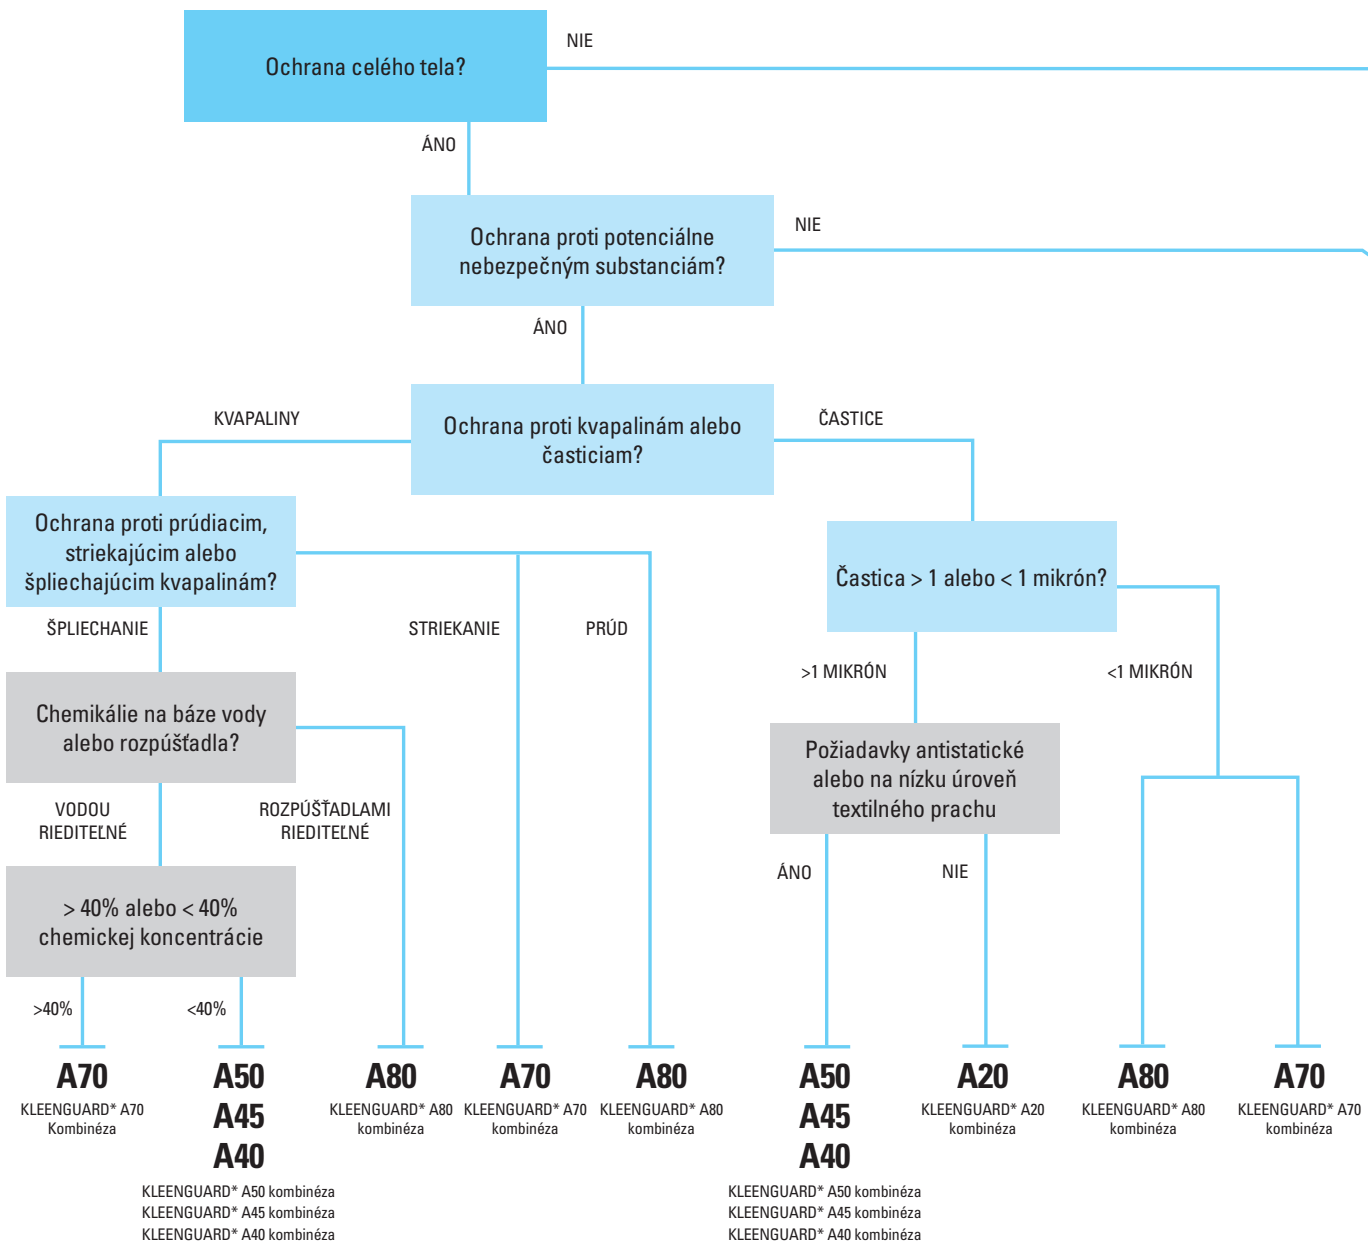 Ochrana celého tela?
NIE
ÁNO
Ochrana proti potenciálne
nebezpečným substanciám?
NIE
ÁNO
Ochrana proti kvapalinám alebo
časticiam?
KVAPALINY
ČASTICE
Ochrana proti prúdiacim,
striekajúcim alebo
špliechajúcim kvapalinám?
Častica > 1 alebo < 1 mikrón?
ŠPLIECHANIE
STRIEKANIE
PRÚD
>1 MIKRÓN
<1 MIKRÓN
Chemikálie na báze vody
alebo rozpúšťadla?
Požiadavky antistatické
alebo na nízku úroveň
textilného prachu
VODOU
RIEDITEĽNÉ
ROZPÚŠŤADLAMI
RIEDITEĽNÉ
ÁNO
NIE
> 40% alebo < 40%
chemickej koncentrácie
>40%
<40%
A70
KLEENGUARD* A70
Kombinéza
A50
A45
A40
KLEENGUARD* A50 kombinéza
KLEENGUARD* A45 kombinéza
KLEENGUARD* A40 kombinéza
A80
KLEENGUARD* A80
kombinéza
A70
KLEENGUARD* A70
kombinéza
A80
KLEENGUARD* A80
kombinéza
A50
A45
A40
KLEENGUARD* A50 kombinéza
KLEENGUARD* A45 kombinéza
KLEENGUARD* A40 kombinéza
A20
KLEENGUARD* A20
kombinéza
A80
KLEENGUARD* A80
kombinéza
A70
KLEENGUARD* A70
kombinéza